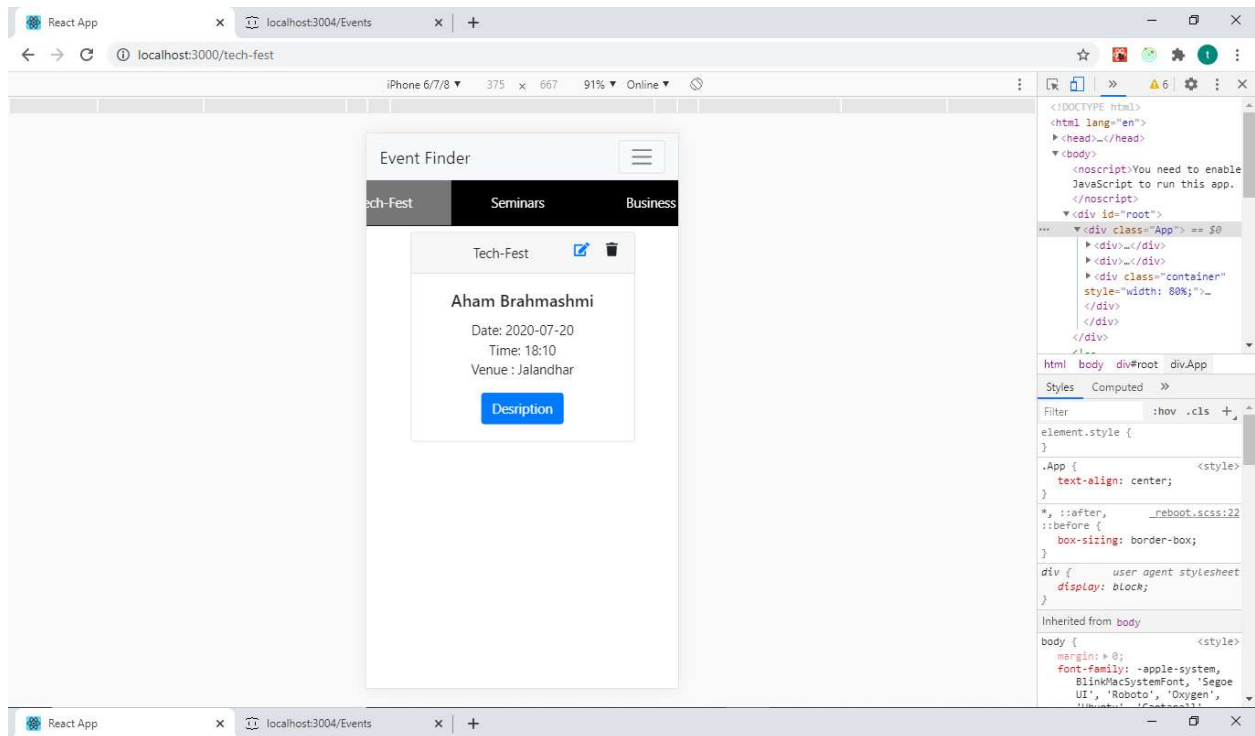 React App
localhost:3004/Events
localhost:3000/tech-fest
t
iPhone 6/7/8 ▼ 375 x 667 91% ▼ Online ▼
6
Event Finder
ech-Fest Seminars Business
Tech-Fest
Aham Brahmashmi
Date: 2020-07-20
Time: 18:10
Venue : Jalandhar
Desription
<!DOCTYPE html>
<html lang="en">
<head>…</head>
<body>
<noscript>You need to enable
JavaScript to run this app.
</noscript>
<div id="root">
<div class="App"> == $0
<div>…</div>
<div>…</div>
<div class="container"
style="width: 80%;">…
</div>
</div>
</div>
html body div#root div.App
Styles Computed »
Filter :hov .cls +
element.style {
}
.App { <style>
text-align: center;
}
*, ::after, _reboot.scss:22
::before {
box-sizing: border-box;
}
div { user agent stylesheet
display: block;
}
Inherited from body
body { <style>
margin: ▸ 0;
font-family: -apple-system,
BlinkMacSystemFont, 'Segoe
UI', 'Roboto', 'Oxygen',
React App
localhost:3004/Events